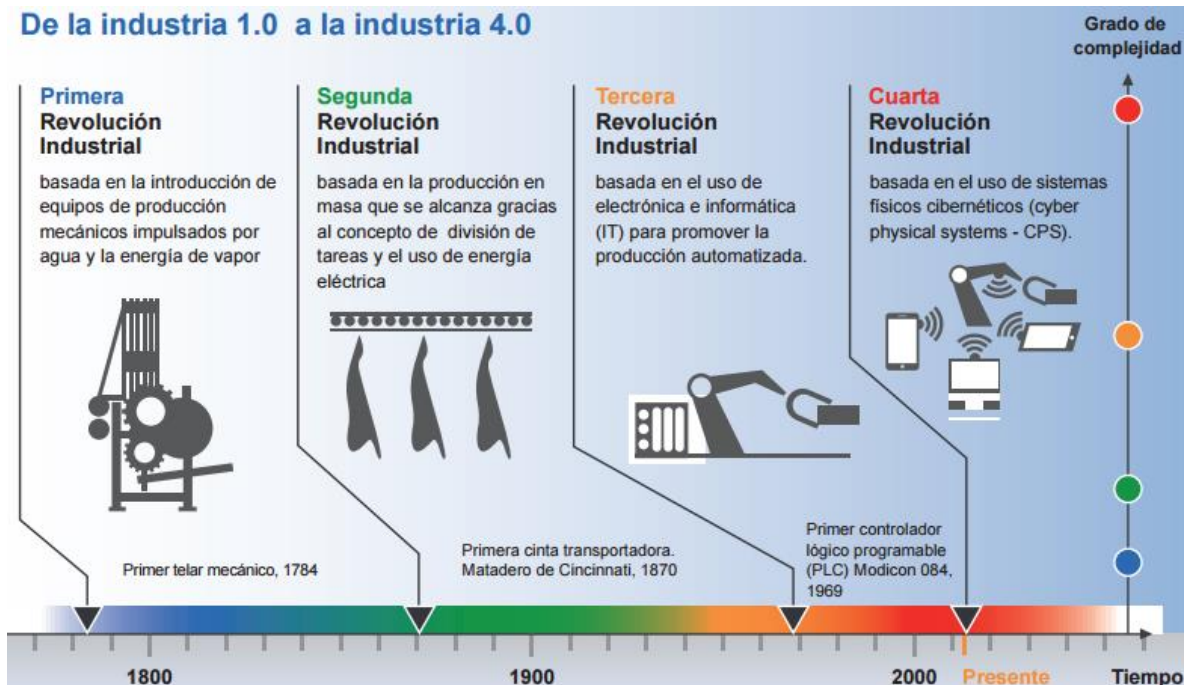 De la industria 1.0 a la industria 4.0
Grado de
complejidad
Primera
Revolución
Industrial
basada en la introducción de
equipos de producción
mecánicos impulsados por
agua y la energía de vapor
Segunda
Revolución
Industrial
basada en la producción en
masa que se alcanza gracias
al concepto de división de
tareas y el uso de energía
eléctrica
Tercera
Revolución
Industrial
basada en el uso de
electrónica e informática
(IT) para promover la
producción automatizada.
Cuarta
Revolución
Industrial
basada en el uso de sistemas
físicos cibernéticos (cyber
physical systems - CPS).
Primer telar mecánico, 1784
Primera cinta transportadora.
Matadero de Cincinnati, 1870
Primer controlador
lógico programable
(PLC) Modicon 084,
1969
1800
1900
2000
Presente
Tiempo